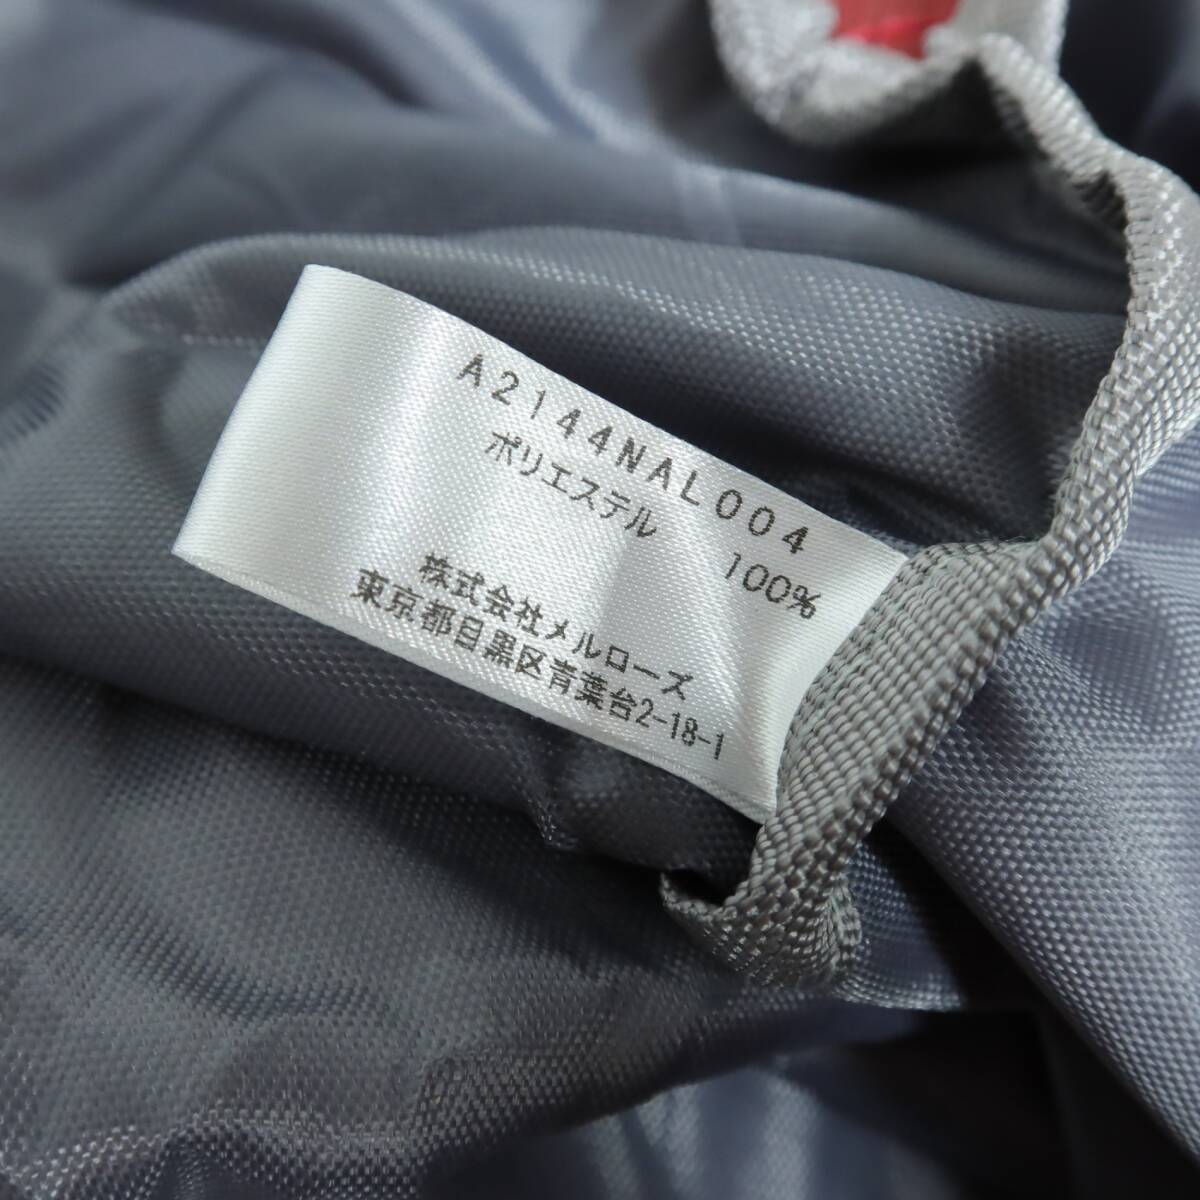 A2144NAL004
ポリエステル 100%
株式会社メルローズ
東京都目黒区青葉台2-18-1